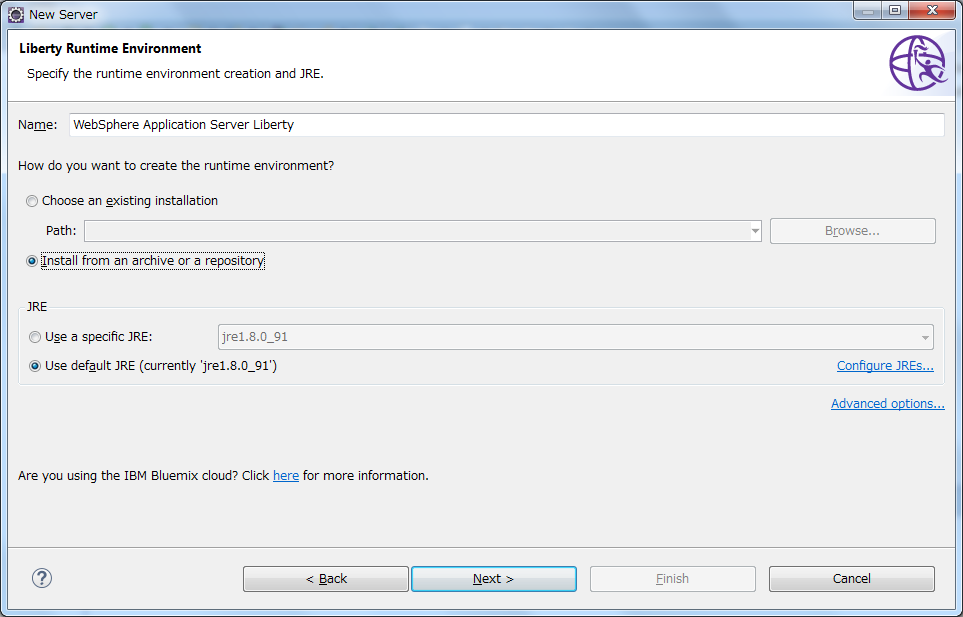 New Server
Liberty Runtime Environment
Specify the runtime environment creation and JRE.
Name: WebSphere Application Server Liberty
How do you want to create the runtime environment?
Choose an existing installation
Path: Browse...
Install from an archive or a repository
JRE
Use a specific JRE: jre1.8.0_91
Use default JRE (currently 'jre1.8.0_91') Configure JREs...
Advanced options...
Are you using the IBM Bluemix cloud? Click here for more information.
? < Back Next > Finish Cancel